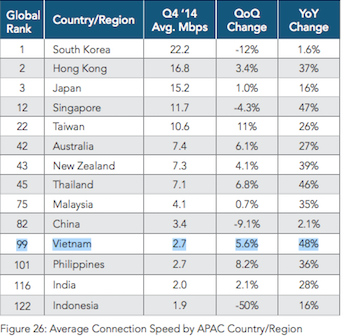 Global Rank Country/Region Q4 '14 Avg. Mbps QoQ Change YoY Change
1 South Korea 22.2 -12% 1.6%
2 Hong Kong 16.8 3.4% 37%
3 Japan 15.2 1.0% 16%
12 Singapore 11.7 -4.3% 47%
22 Taiwan 10.6 11% 26%
42 Australia 7.4 6.1% 27%
43 New Zealand 7.3 4.1% 39%
45 Thailand 7.1 6.8% 46%
75 Malaysia 4.1 0.7% 35%
82 China 3.4 -9.1% 2.1%
99 Vietnam 2.7 5.6% 48%
101 Philippines 2.7 8.2% 36%
116 India 2.0 2.1% 28%
122 Indonesia 1.9 -50% 16%
Figure 26: Average Connection Speed by APAC Country/Region